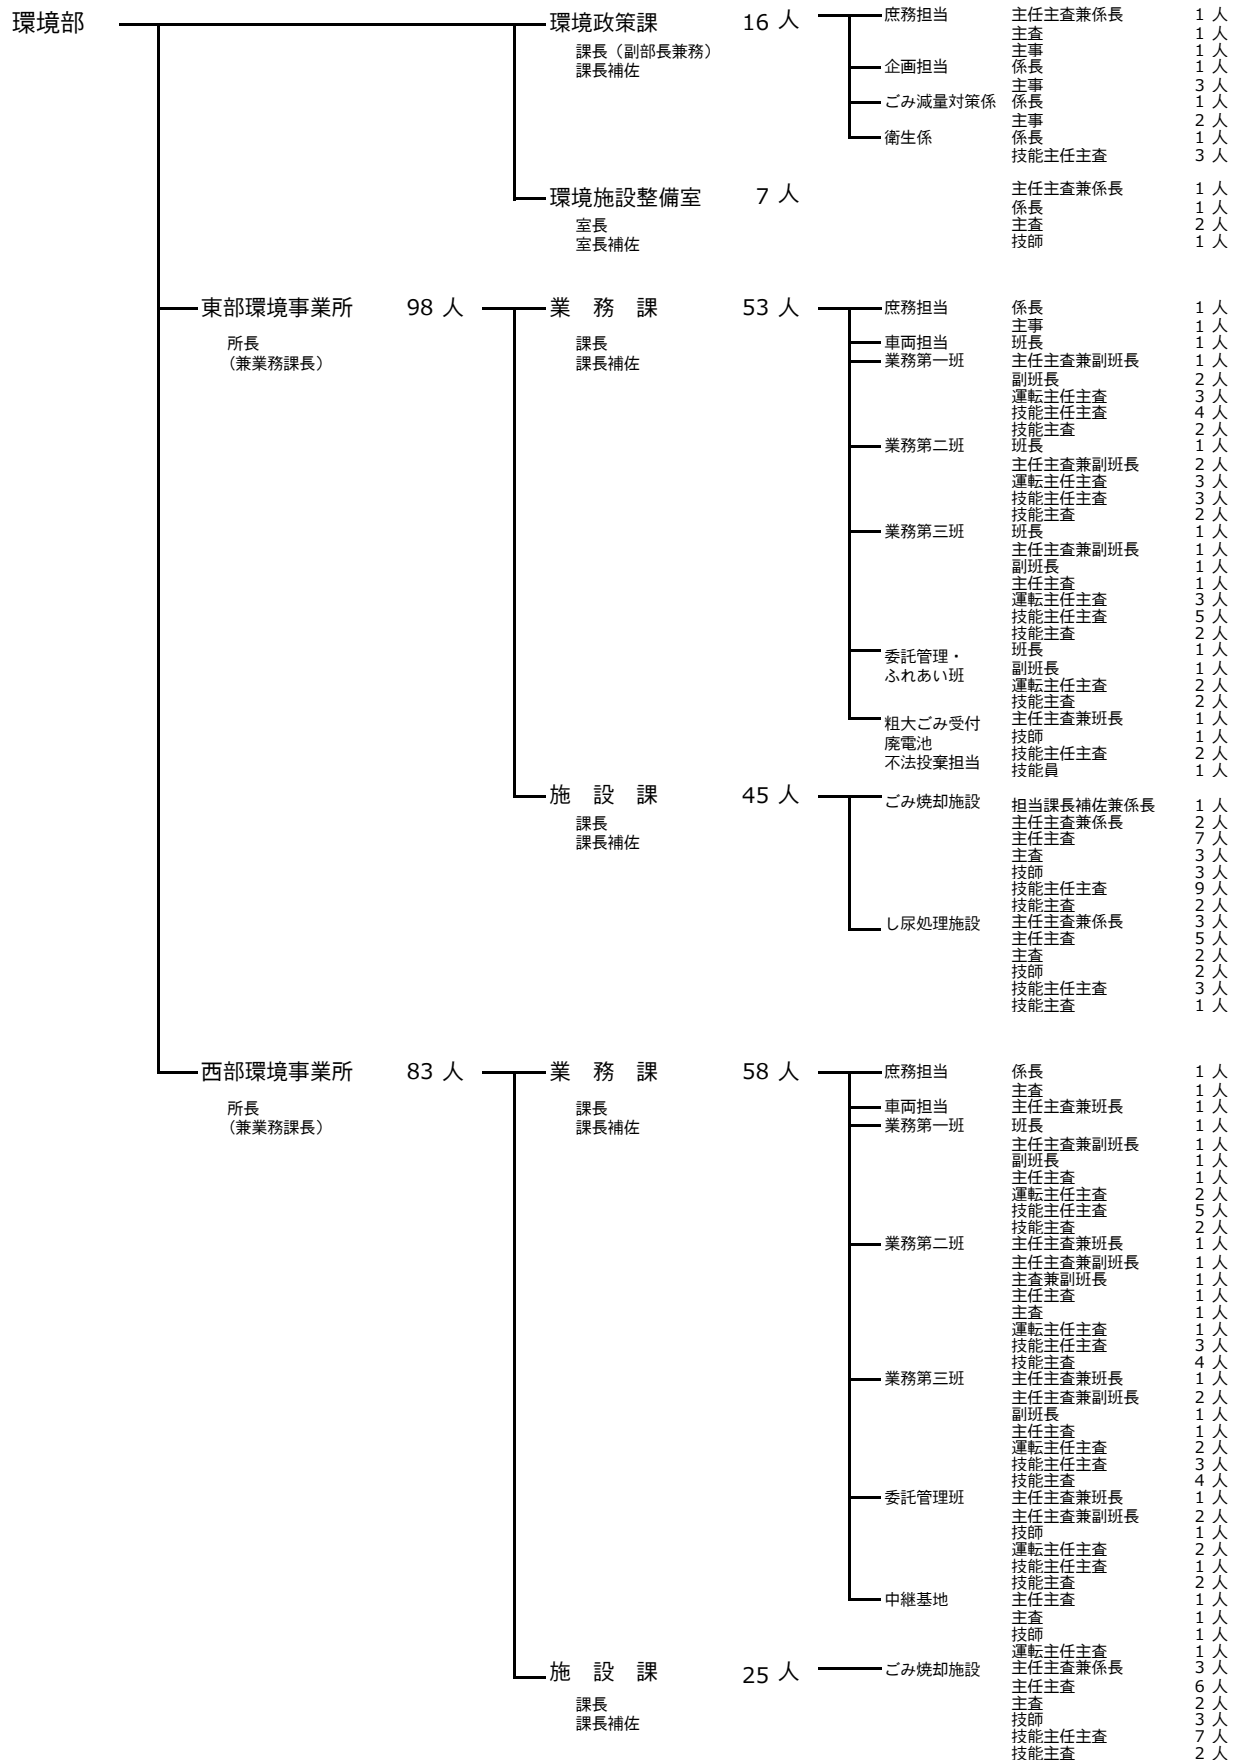 環境部 環境政策課 16 人 庶務担当 主任主査兼係長 1 人
主査 1 人
課長（副部長兼務） 主事 1 人
課長補佐 企画担当 係長 1 人
主事 3 人
ごみ減量対策係 係長 1 人
主事 2 人
衛生係 係長 1 人
技能主任主査 3 人
環境施設整備室 7 人 主任主査兼係長 1 人
係長 1 人
室長 主査 2 人
室長補佐 技師 1 人
東部環境事業所 98 人 業 務 課 53 人 庶務担当 係長 1 人
主事 1 人
所長 課長 車両担当 班長 1 人
（兼業務課長） 課長補佐 業務第一班 主任主査兼副班長 1 人
副班長 2 人
運転主任主査 3 人
技能主任主査 4 人
技能主査 2 人
業務第二班 班長 1 人
主任主査兼副班長 2 人
運転主任主査 3 人
技能主任主査 3 人
技能主査 2 人
業務第三班 班長 1 人
主任主査兼副班長 1 人
副班長 1 人
主任主査 1 人
運転主任主査 3 人
技能主任主査 5 人
技能主査 2 人
委託管理・ 班長 1 人
ふれあい班 副班長 1 人
運転主任主査 2 人
技能主査 2 人
粗大ごみ受付 主任主査兼班長 1 人
廃電池 技師 1 人
不法投棄担当 技能主任主査 2 人
技能員 1 人
施 設 課 45 人 ごみ焼却施設 担当課長補佐兼係長 1 人
課長 主任主査兼係長 2 人
課長補佐 主任主査 7 人
主査 3 人
技師 3 人
技能主任主査 9 人
技能主査 2 人
し尿処理施設 主任主査兼係長 3 人
主任主査 5 人
主査 2 人
技師 2 人
技能主任主査 3 人
技能主査 1 人
西部環境事業所 83 人 業 務 課 58 人 庶務担当 係長 1 人
主査 1 人
所長 課長 車両担当 主任主査兼班長 1 人
（兼業務課長） 課長補佐 業務第一班 班長 1 人
主任主査兼副班長 1 人
副班長 1 人
主任主査 1 人
運転主任主査 2 人
技能主任主査 5 人
技能主査 2 人
業務第二班 主任主査兼班長 1 人
主任主査兼副班長 1 人
主査兼副班長 1 人
主任主査 1 人
主査 1 人
運転主任主査 1 人
技能主任主査 3 人
技能主査 4 人
業務第三班 主任主査兼班長 1 人
主任主査兼副班長 2 人
副班長 1 人
主任主査 1 人
運転主任主査 2 人
技能主任主査 3 人
技能主査 4 人
委託管理班 主任主査兼班長 1 人
主任主査兼副班長 2 人
技師 1 人
運転主任主査 2 人
技能主任主査 1 人
技能主査 2 人
中継基地 主任主査 1 人
主査 1 人
技師 1 人
運転主任主査 1 人
施 設 課 25 人 ごみ焼却施設 主任主査兼係長 3 人
主任主査 6 人
課長 主査 2 人
課長補佐 技師 3 人
技能主任主査 7 人
技能主査 2 人